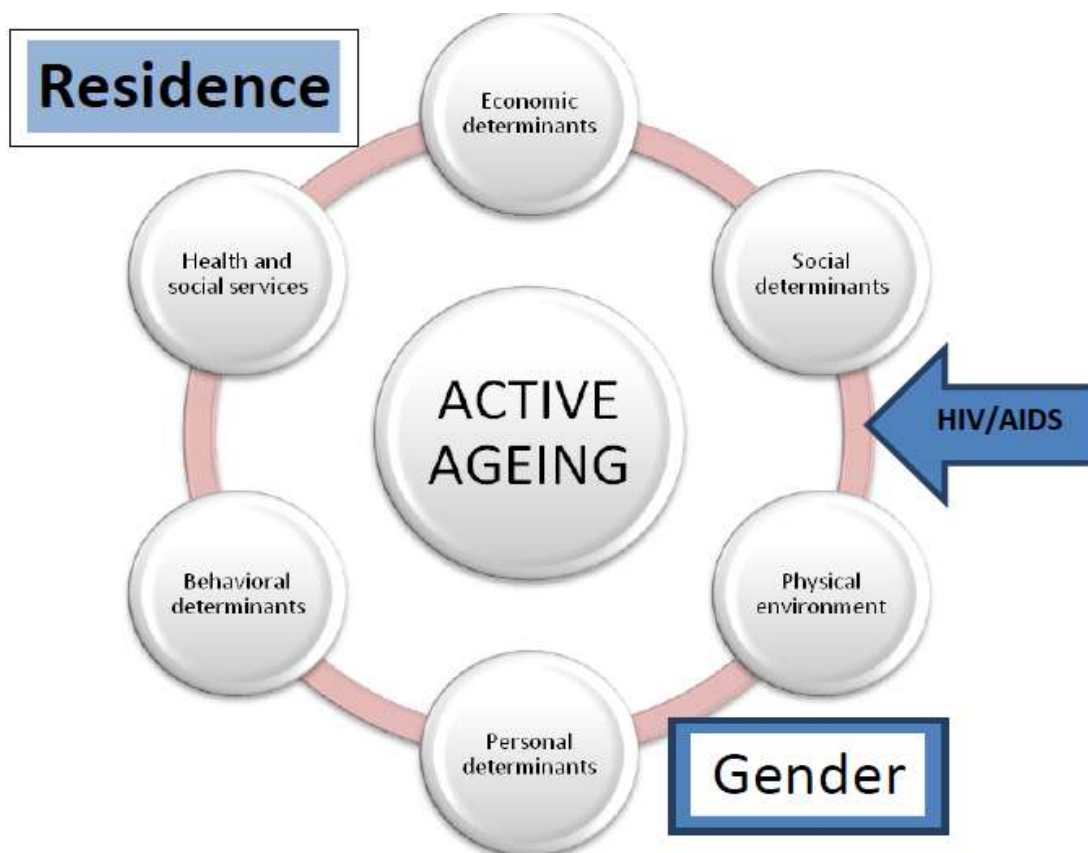 Residence
Economic
determinants
Health and
social services
Social
determinants
ACTIVE
AGEING
HIV/AIDS
Behavioral
determinants
Physical
environment
Personal
determinants
Gender